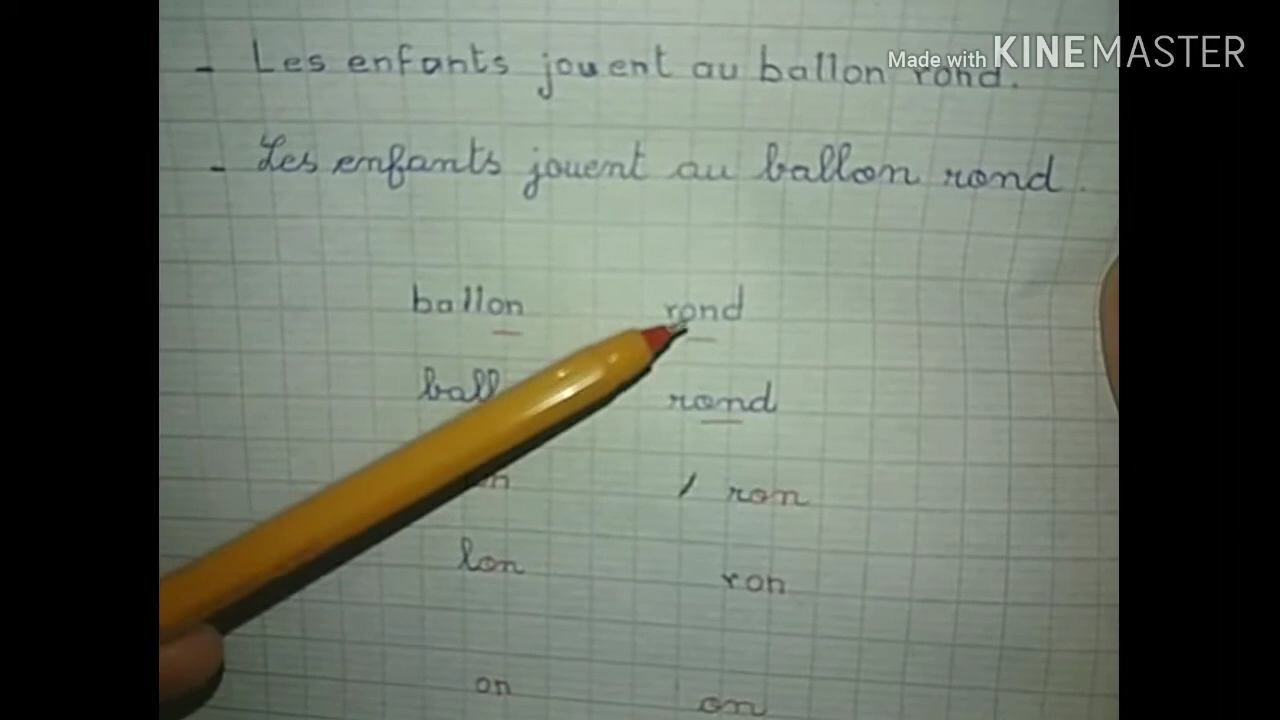 Made with KINEMASTER
- Les enfants jouent au ballon rond.
- Les enfants jouent au ballon rond.
ballon rond
ball rond
/ ron
lon ron
on on